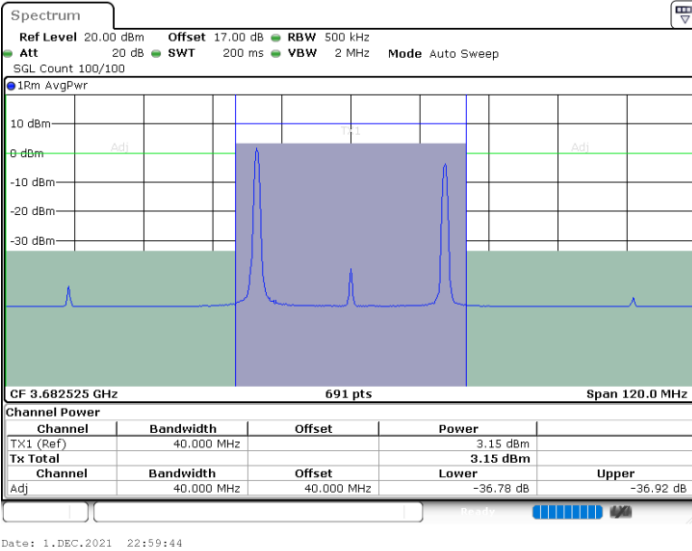 Spectrum
Ref Level 20.00 dBm Offset 17.00 dB RBW 500 kHz
Att 20 dB SWT 200 ms VBW 2 MHz Mode Auto Sweep
SGL Count 100/100
1Rm AvgPwr
10 dBm
TX1
Adj Adj
0 dBm
-10 dBm
-20 dBm
-30 dBm
CF 3.682525 GHz 691 pts Span 120.0 MHz
Channel Power
Channel Bandwidth Offset Power
TX1 (Ref) 40.000 MHz 3.15 dBm
Tx Total 3.15 dBm
Channel Bandwidth Offset Lower Upper
Adj 40.000 MHz 40.000 MHz -36.78 dB -36.92 dB
Ready
Date: 1.DEC.2021 22:59:44